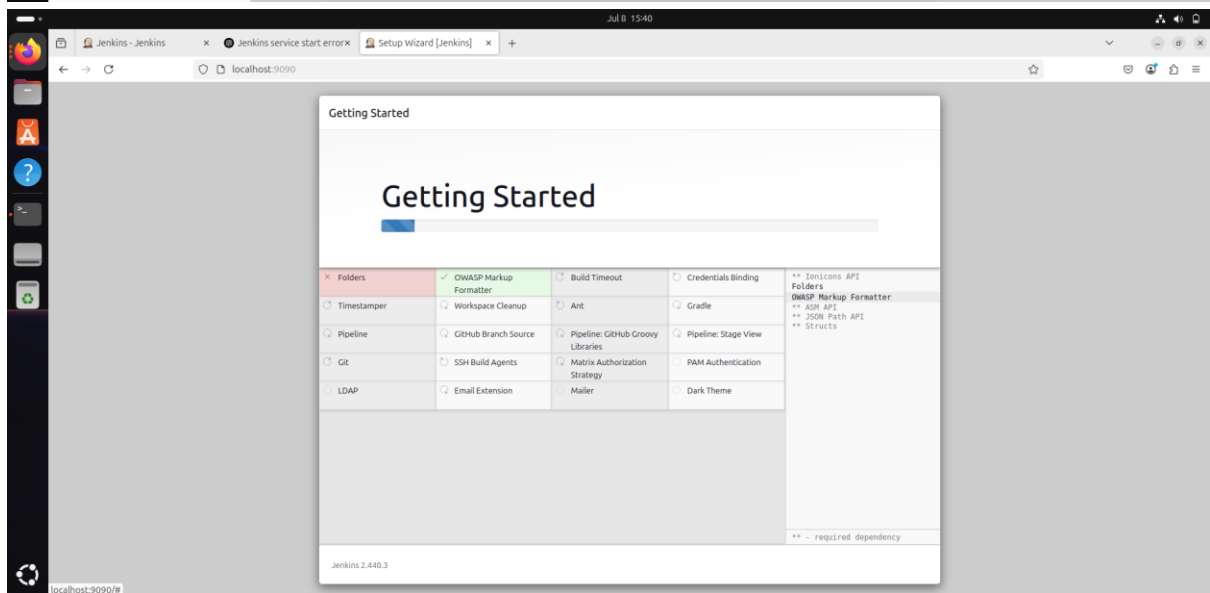 Jul 8 15:40
Jenkins - Jenkins
Jenkins service start error
Setup Wizard [Jenkins]
localhost:9090
Getting Started
Getting Started
Folders
OWASP Markup
Formatter
Build Timeout
Credentials Binding
Timestamper
Workspace Cleanup
Ant
Gradle
Pipeline
GitHub Branch Source
Pipeline: GitHub Groovy
Libraries
Pipeline: Stage View
Git
SSH Build Agents
Matrix Authorization
Strategy
PAM Authentication
LDAP
Email Extension
Mailer
Dark Theme
** Ionicons API
Folders
OWASP Markup Formatter
** ASM API
** JSON Path API
** Structs
** - required dependency
Jenkins 2.440.3
localhost:9090/#